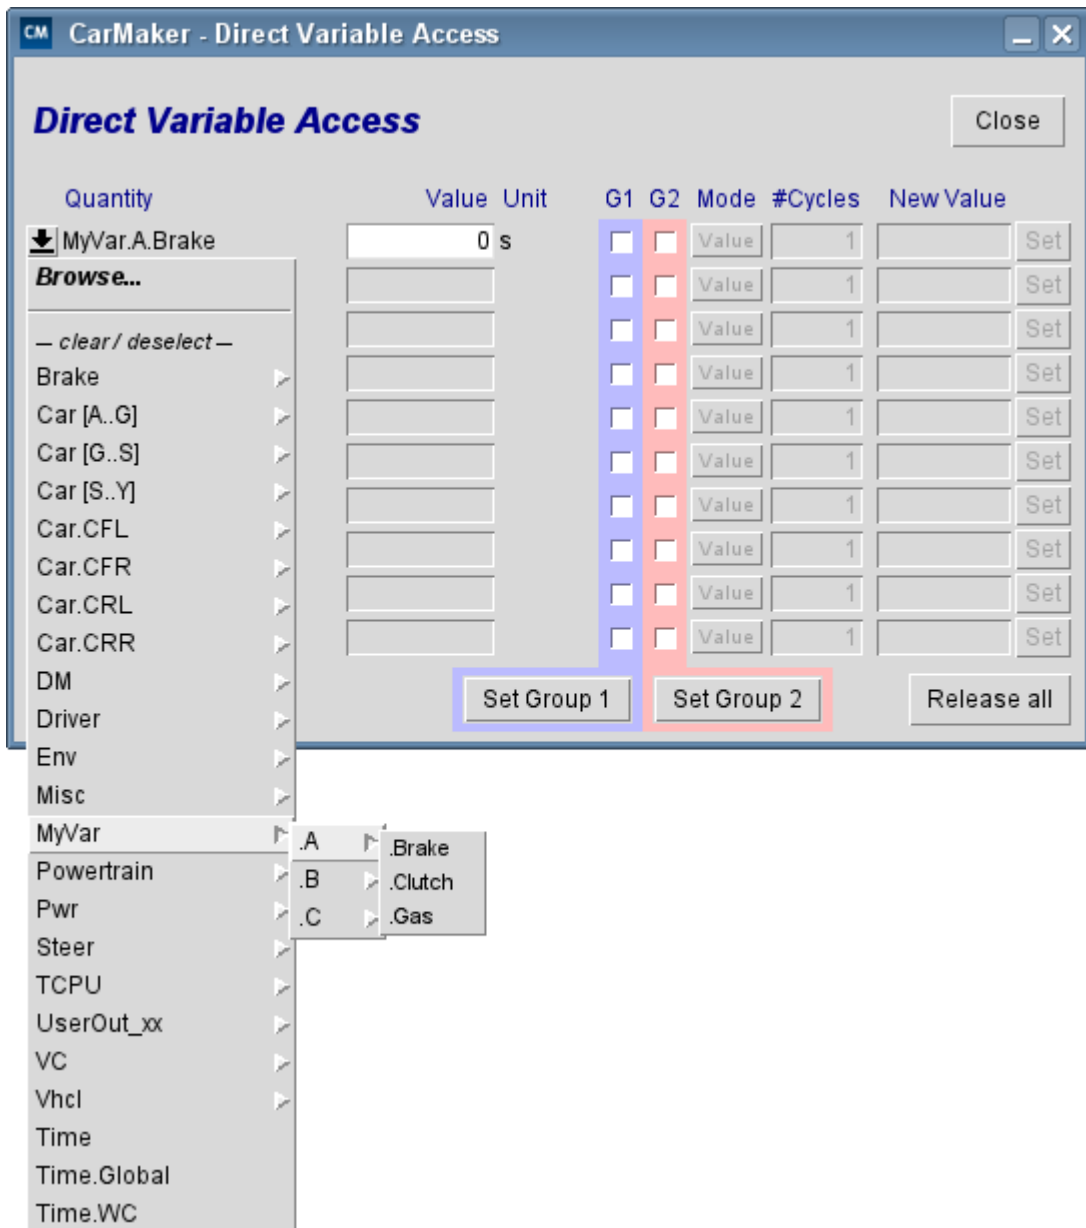 CM CarMaker - Direct Variable Access
Direct Variable Access Close
Quantity Value Unit G1 G2 Mode #Cycles New Value
MyVar.A.Brake 0 s Value 1 Set
Browse... Value 1 Set
— clear / deselect — Value 1 Set
Brake Value 1 Set
Car [A..G] Value 1 Set
Car [G..S] Value 1 Set
Car [S..Y] Value 1 Set
Car.CFL Value 1 Set
Car.CFR Value 1 Set
Car.CRL Value 1 Set
Car.CRR
DM Set Group 1 Set Group 2 Release all
Driver
Env
Misc
MyVar .A .Brake
Powertrain .B .Clutch
Pwr .C .Gas
Steer
TCPU
UserOut_xx
VC
Vhcl
Time
Time.Global
Time.WC